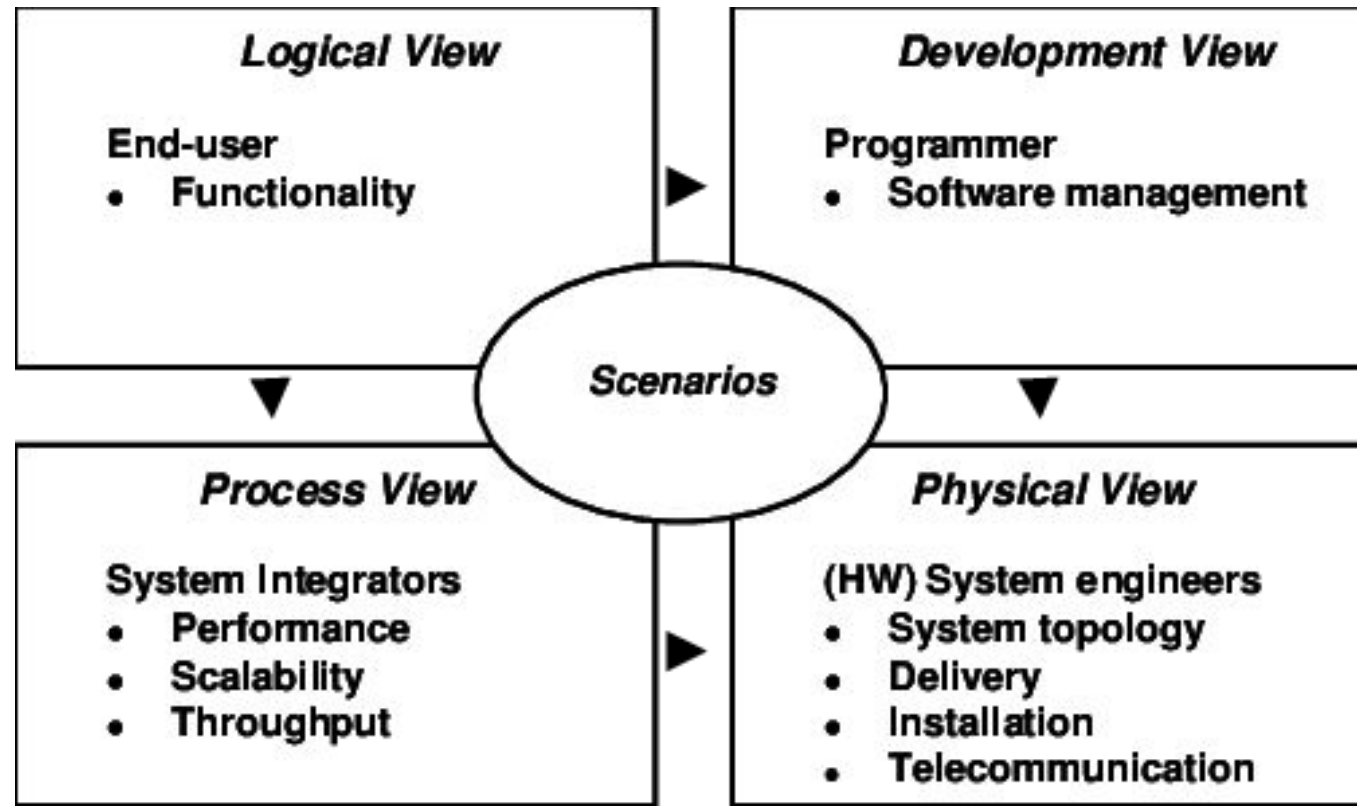 Logical View
End-user
• Functionality
Development View
Programmer
• Software management
Scenarios
Process View
System Integrators
• Performance
• Scalability
• Throughput
Physical View
(HW) System engineers
• System topology
• Delivery
• Installation
• Telecommunication